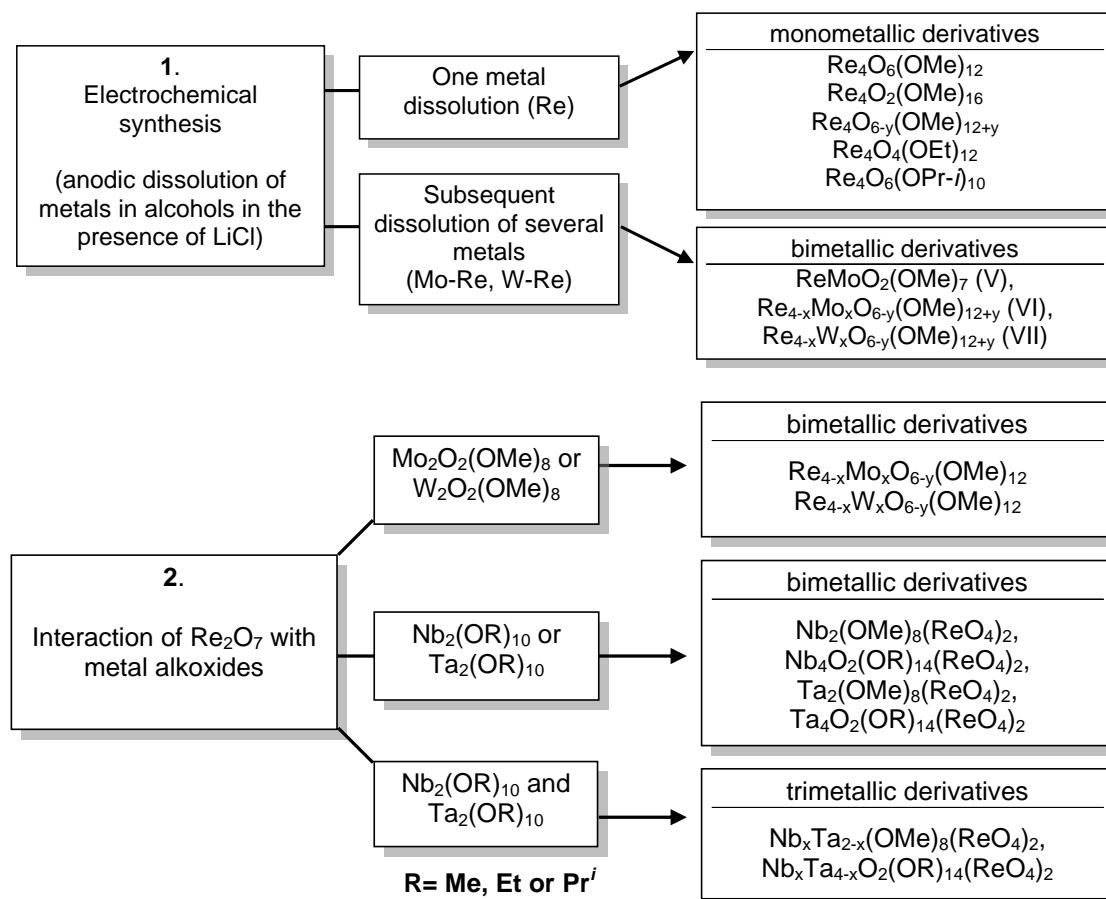 1.
Electrochemical
synthesis
(anodic dissolution of
metals in alcohols in the
presence of LiCl)
One metal
dissolution (Re)
monometallic derivatives
Re₄O₆(OMe)₁₂
Re₄O₂(OMe)₁₆
Re₄O₆₋ᵧ(OMe)₁₂₊ᵧ
Re₄O₄(OEt)₁₂
Re₄O₆(OPr-i)₁₀
Subsequent
dissolution of several
metals
(Mo-Re, W-Re)
bimetallic derivatives
ReMoO₂(OMe)₇ (V),
Re₄₋ₓMoₓO₆₋ᵧ(OMe)₁₂₊ᵧ (VI),
Re₄₋ₓWₓO₆₋ᵧ(OMe)₁₂₊ᵧ (VII)
2.
Interaction of Re₂O₇ with
metal alkoxides
Mo₂O₂(OMe)₈ or
W₂O₂(OMe)₈
bimetallic derivatives
Re₄₋ₓMoₓO₆₋ᵧ(OMe)₁₂
Re₄₋ₓWₓO₆₋ᵧ(OMe)₁₂
Nb₂(OR)₁₀ or
Ta₂(OR)₁₀
bimetallic derivatives
Nb₂(OMe)₈(ReO₄)₂,
Nb₄O₂(OR)₁₄(ReO₄)₂,
Ta₂(OMe)₈(ReO₄)₂,
Ta₄O₂(OR)₁₄(ReO₄)₂
Nb₂(OR)₁₀ and
Ta₂(OR)₁₀
trimetallic derivatives
NbₓTa₂₋ₓ(OMe)₈(ReO₄)₂,
NbₓTa₄₋ₓO₂(OR)₁₄(ReO₄)₂
R= Me, Et or Prⁱ